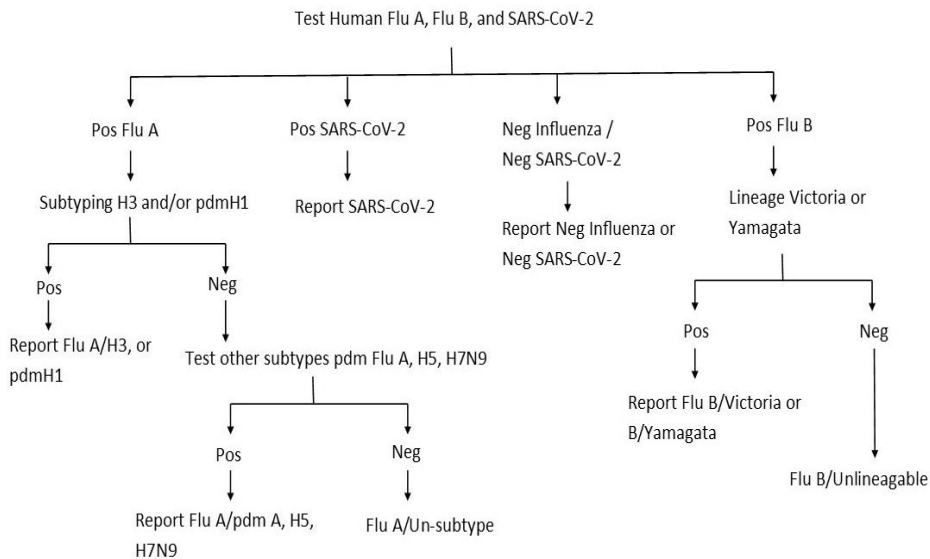 Test Human Flu A, Flu B, and SARS-CoV-2
Pos Flu A
Pos SARS-CoV-2
Neg Influenza /
Neg SARS-CoV-2
Pos Flu B
Subtyping H3 and/or pdmH1
Report SARS-CoV-2
Report Neg Influenza or
Neg SARS-CoV-2
Lineage Victoria or
Yamagata
Pos
Neg
Report Flu A/H3, or
pdmH1
Test other subtypes pdm Flu A, H5, H7N9
Pos
Neg
Report Flu B/Victoria or
B/Yamagata
Flu B/Unlineagable
Pos
Neg
Report Flu A/pdm A, H5,
H7N9
Flu A/Un-subtype